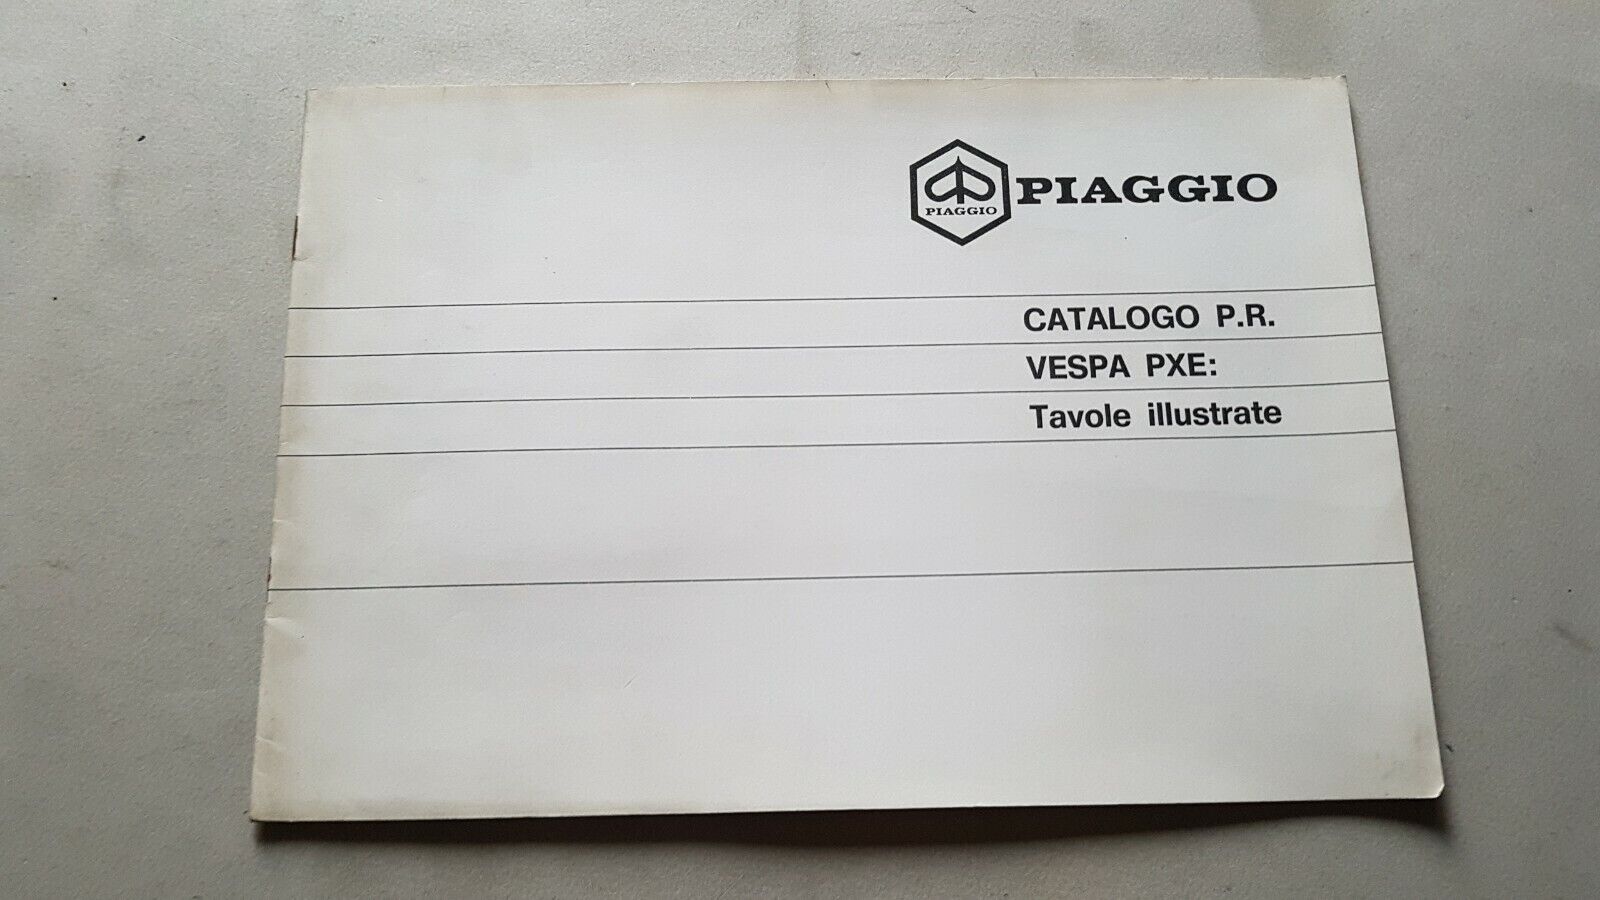 PIAGGIO
PIAGGIO
CATALOGO P.R.
VESPA PXE:
Tavole illustrate